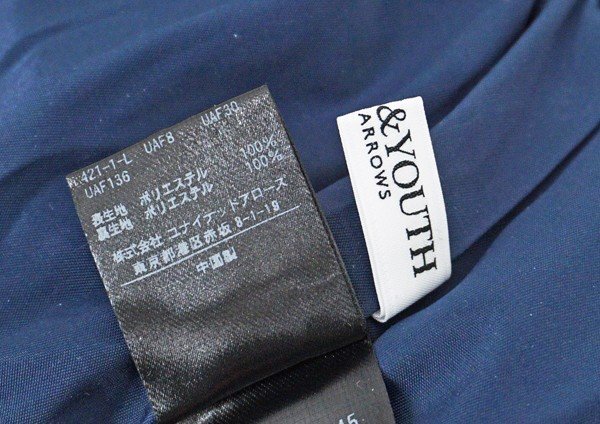 421-1-L UAF8 UAF30
UAF136
表生地 ポリエステル 100%
裏生地 ポリエステル 100%
株式会社 ユナイテッドアローズ
東京都港区赤坂 8-1-19
中国製
&YOUTH
ARROWS